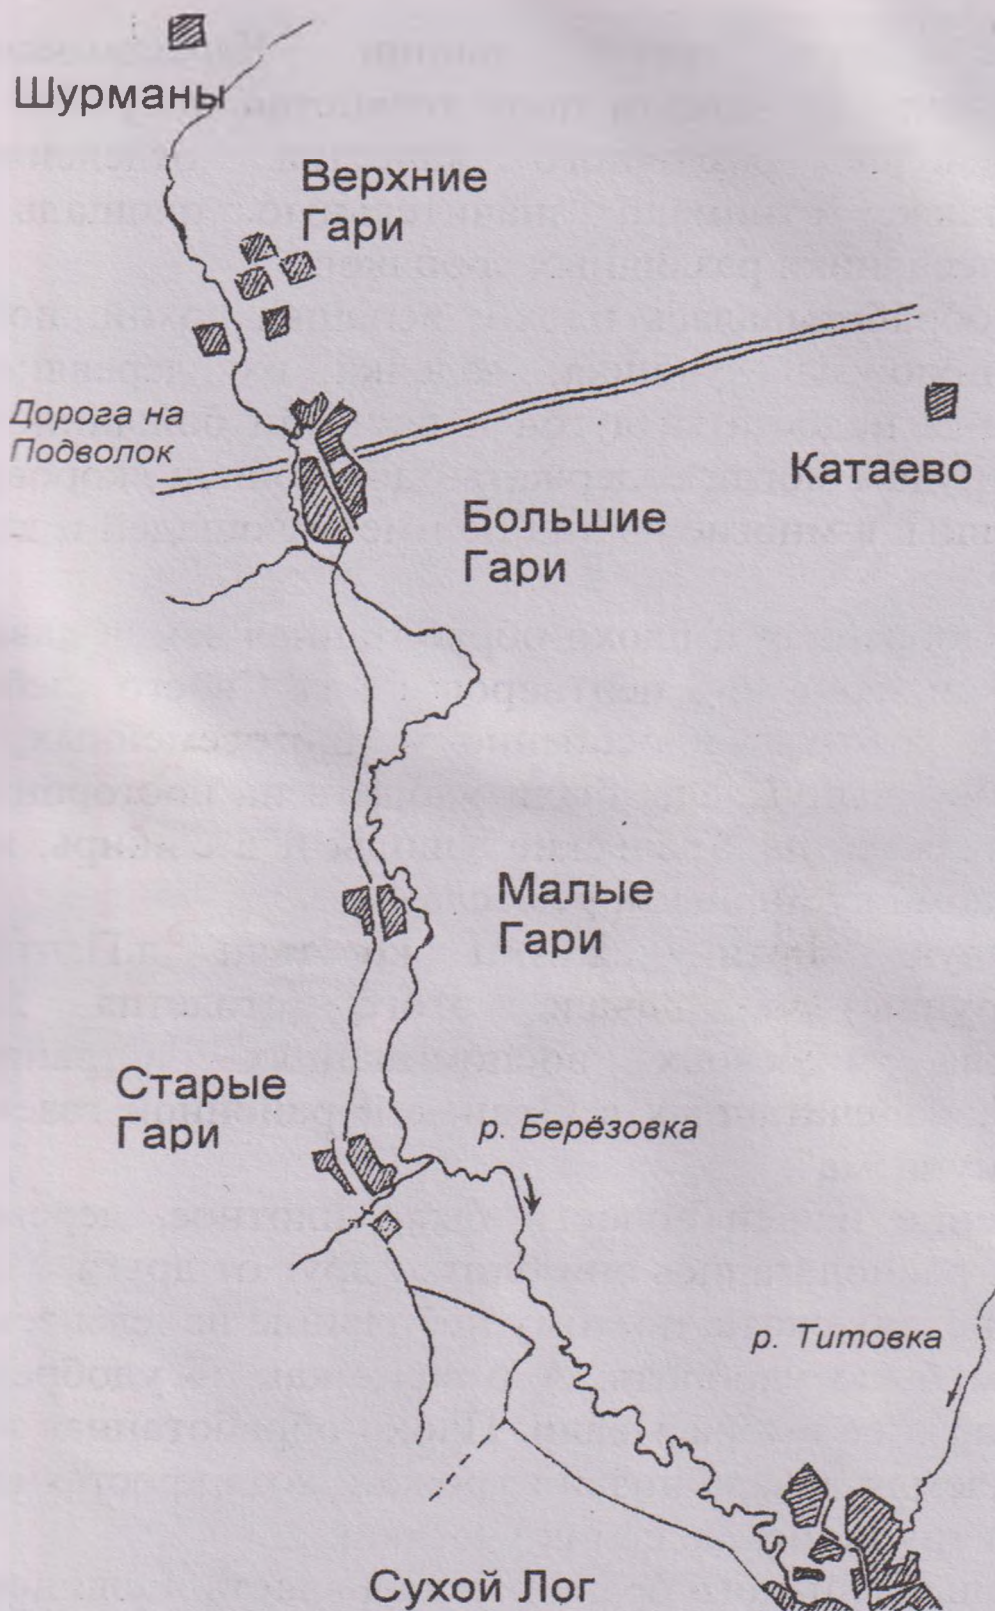 Шурманы
Верхние
Гари
Дорога на
Подволок
Катаево
Большие
Гари
Малые
Гари
Старые
Гари
р. Берёзовка
р. Титовка
Сухой Лог